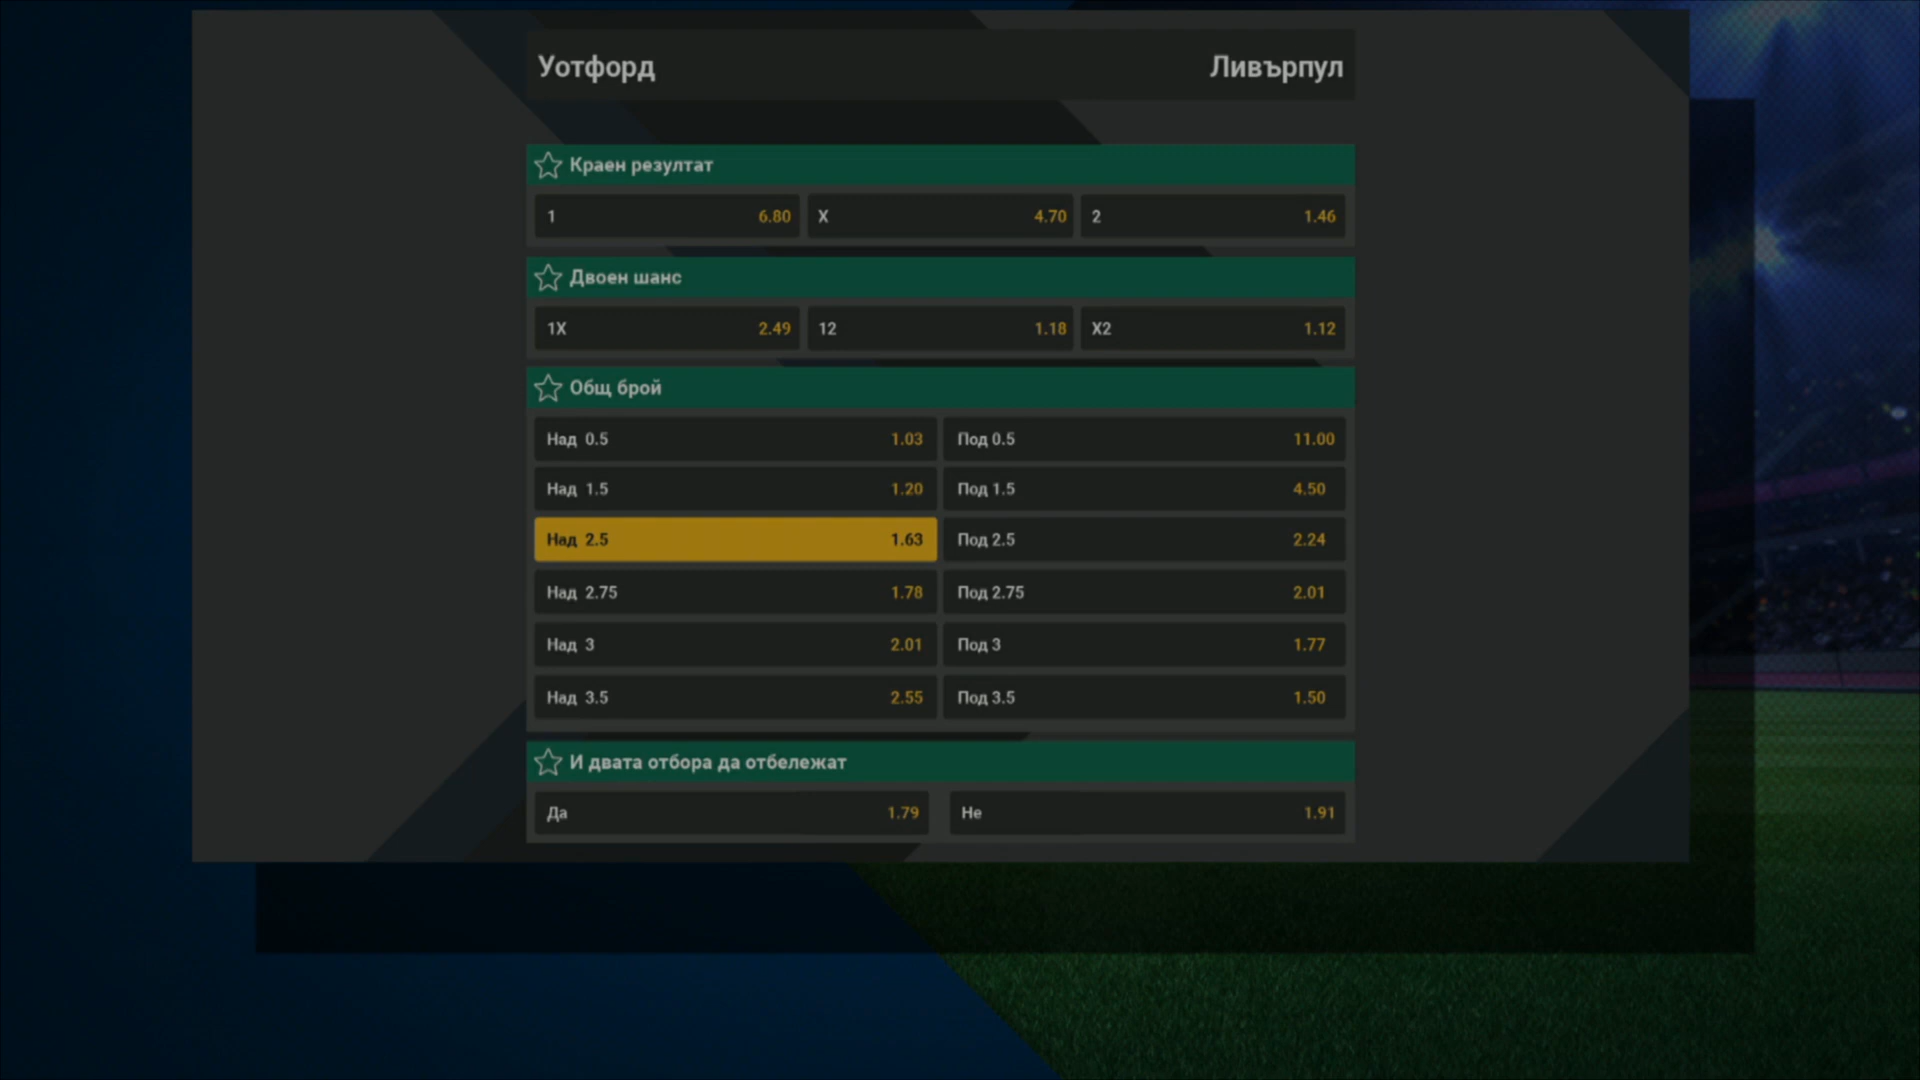 Уотфорд Ливърпул
Краен резултат
1 6.80 X 4.70 2 1.46
Двоен шанс
1X 2.49 12 1.18 X2 1.12
Общ брой
Над 0.5 1.03 Под 0.5 11.00
Над 1.5 1.20 Под 1.5 4.50
Над 2.5 1.63 Под 2.5 2.24
Над 2.75 1.78 Под 2.75 2.01
Над 3 2.01 Под 3 1.77
Над 3.5 2.55 Под 3.5 1.50
И двата отбора да отбележат
Да 1.79 Не 1.91